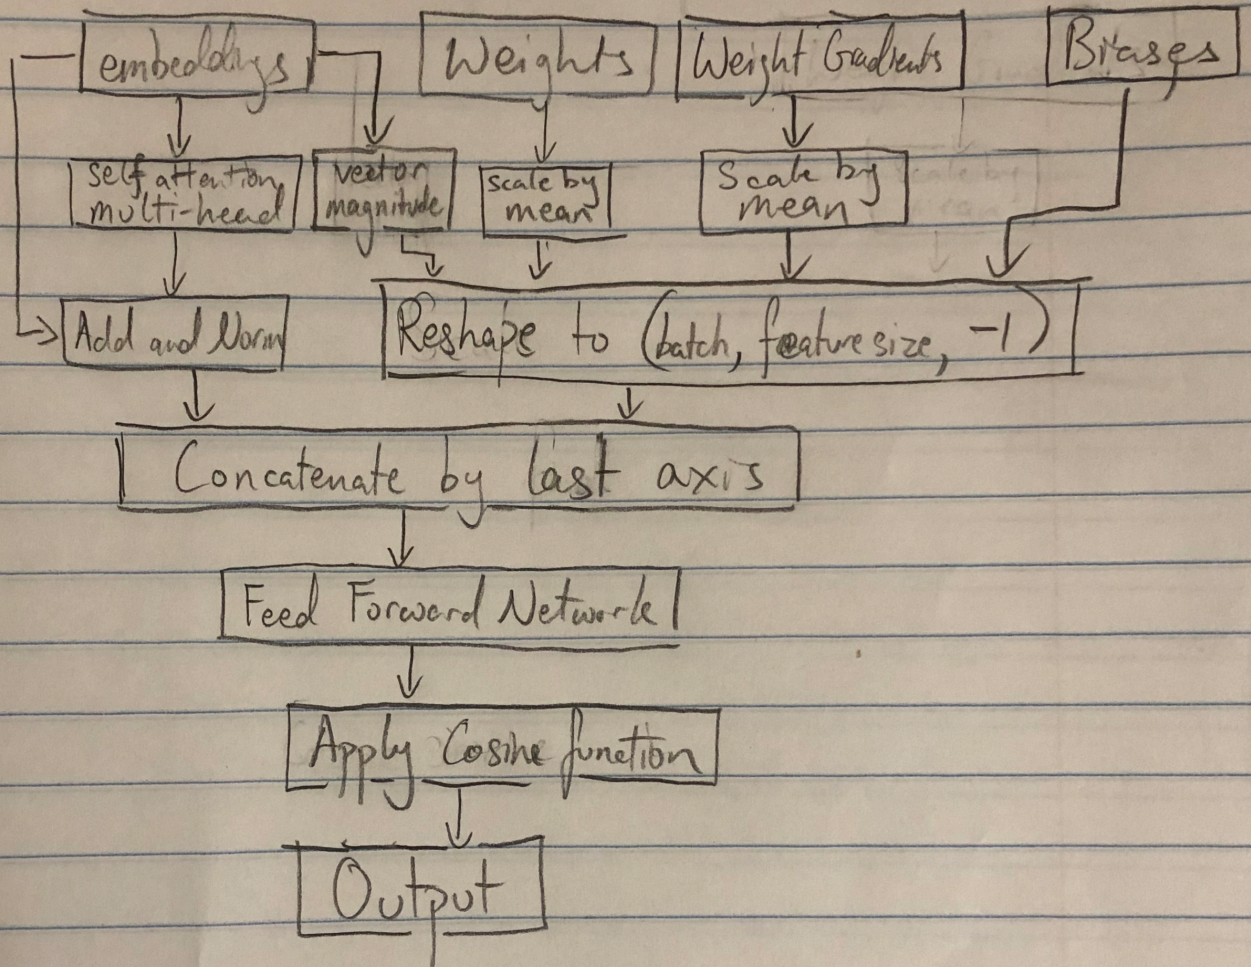 embeddings
Weights
Weight Gradients
Biases
self attention,
multi-head
vector
magnitude
scale by
mean
Scale by
mean
Add and Norm
Reshape to (batch, feature size, -1)
Concatenate by last axis
Feed Forward Network
Apply Cosine function
Output